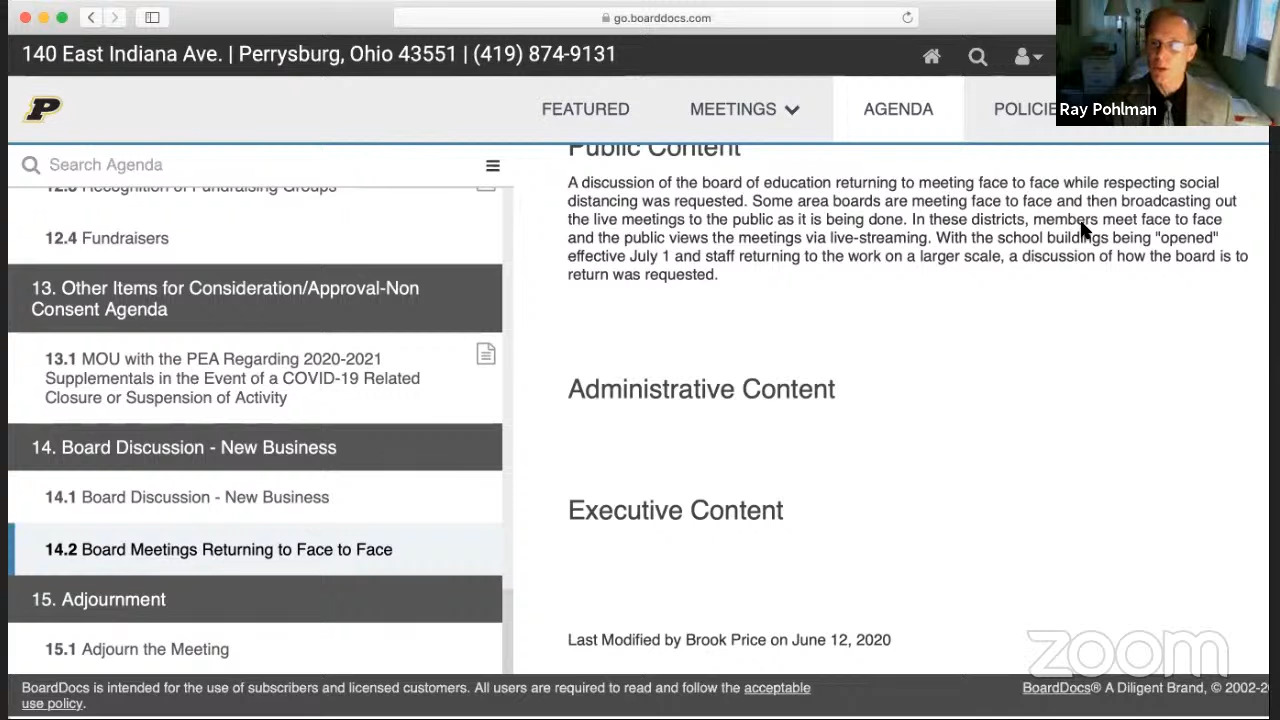 go.boarddocs.com
140 East Indiana Ave. | Perrysburg, Ohio 43551 | (419) 874-9131
P
FEATURED
MEETINGS
AGENDA
POLICIE
Ray Pohlman
Search Agenda
12.3 Recognition of Fundraising Groups
12.4 Fundraisers
13. Other Items for Consideration/Approval-Non
Consent Agenda
13.1 MOU with the PEA Regarding 2020-2021
Supplementals in the Event of a COVID-19 Related
Closure or Suspension of Activity
14. Board Discussion - New Business
14.1 Board Discussion - New Business
14.2 Board Meetings Returning to Face to Face
15. Adjournment
15.1 Adjourn the Meeting
Public Content
A discussion of the board of education returning to meeting face to face while respecting social
distancing was requested. Some area boards are meeting face to face and then broadcasting out
the live meetings to the public as it is being done. In these districts, members meet face to face
and the public views the meetings via live-streaming. With the school buildings being "opened"
effective July 1 and staff returning to the work on a larger scale, a discussion of how the board is to
return was requested.
Administrative Content
Executive Content
Last Modified by Brook Price on June 12, 2020
zoom
BoardDocs is intended for the use of subscribers and licensed customers. All users are required to read and follow the acceptable
use policy.
BoardDocs® A Diligent Brand, © 2002-2